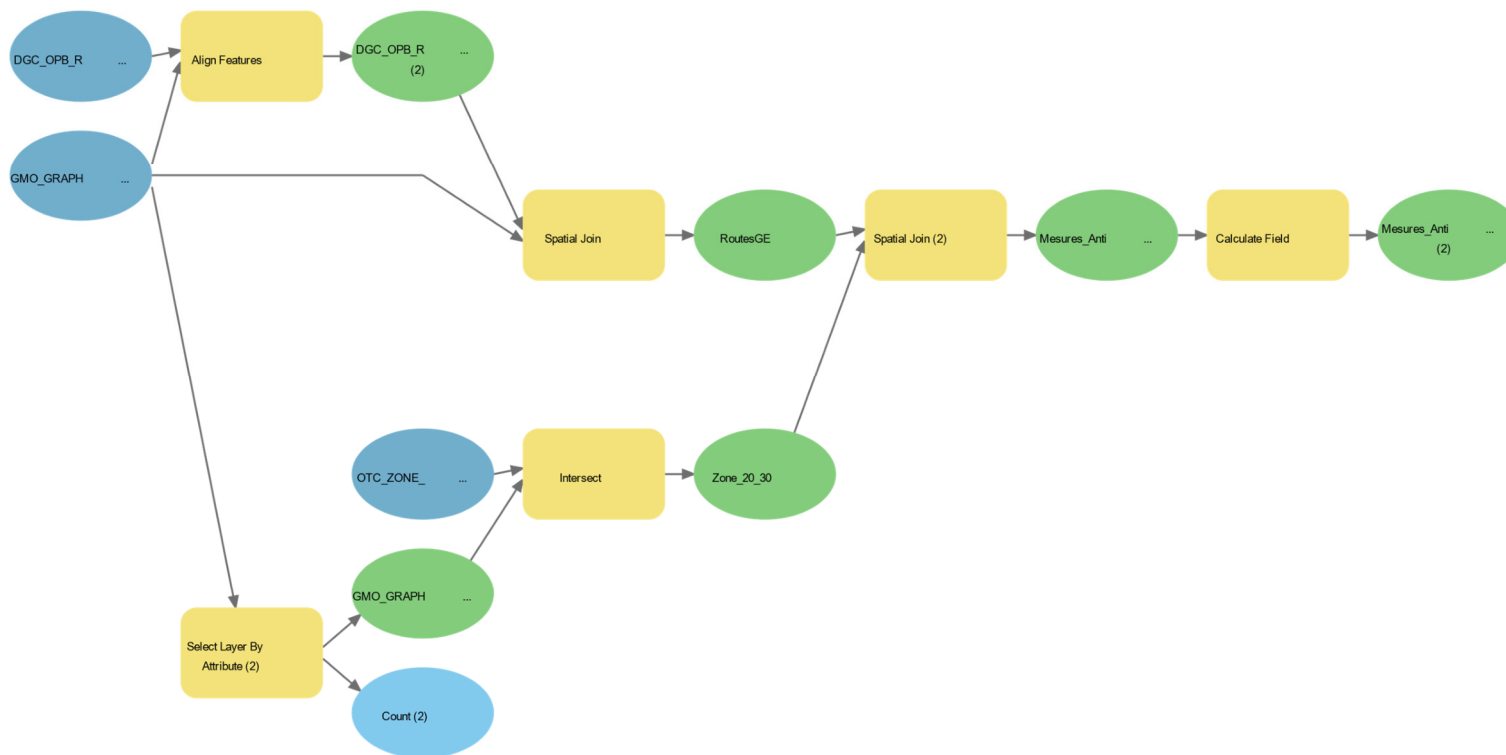 DGC_OPB_R ...
Align Features
DGC_OPB_R ...
(2)
GMO_GRAPH ...
Spatial Join
RoutesGE
Spatial Join (2)
Mesures_Anti ...
Calculate Field
Mesures_Anti ...
(2)
OTC_ZONE_ ...
Intersect
Zone_20_30
GMO_GRAPH ...
Select Layer By
Attribute (2)
Count (2)